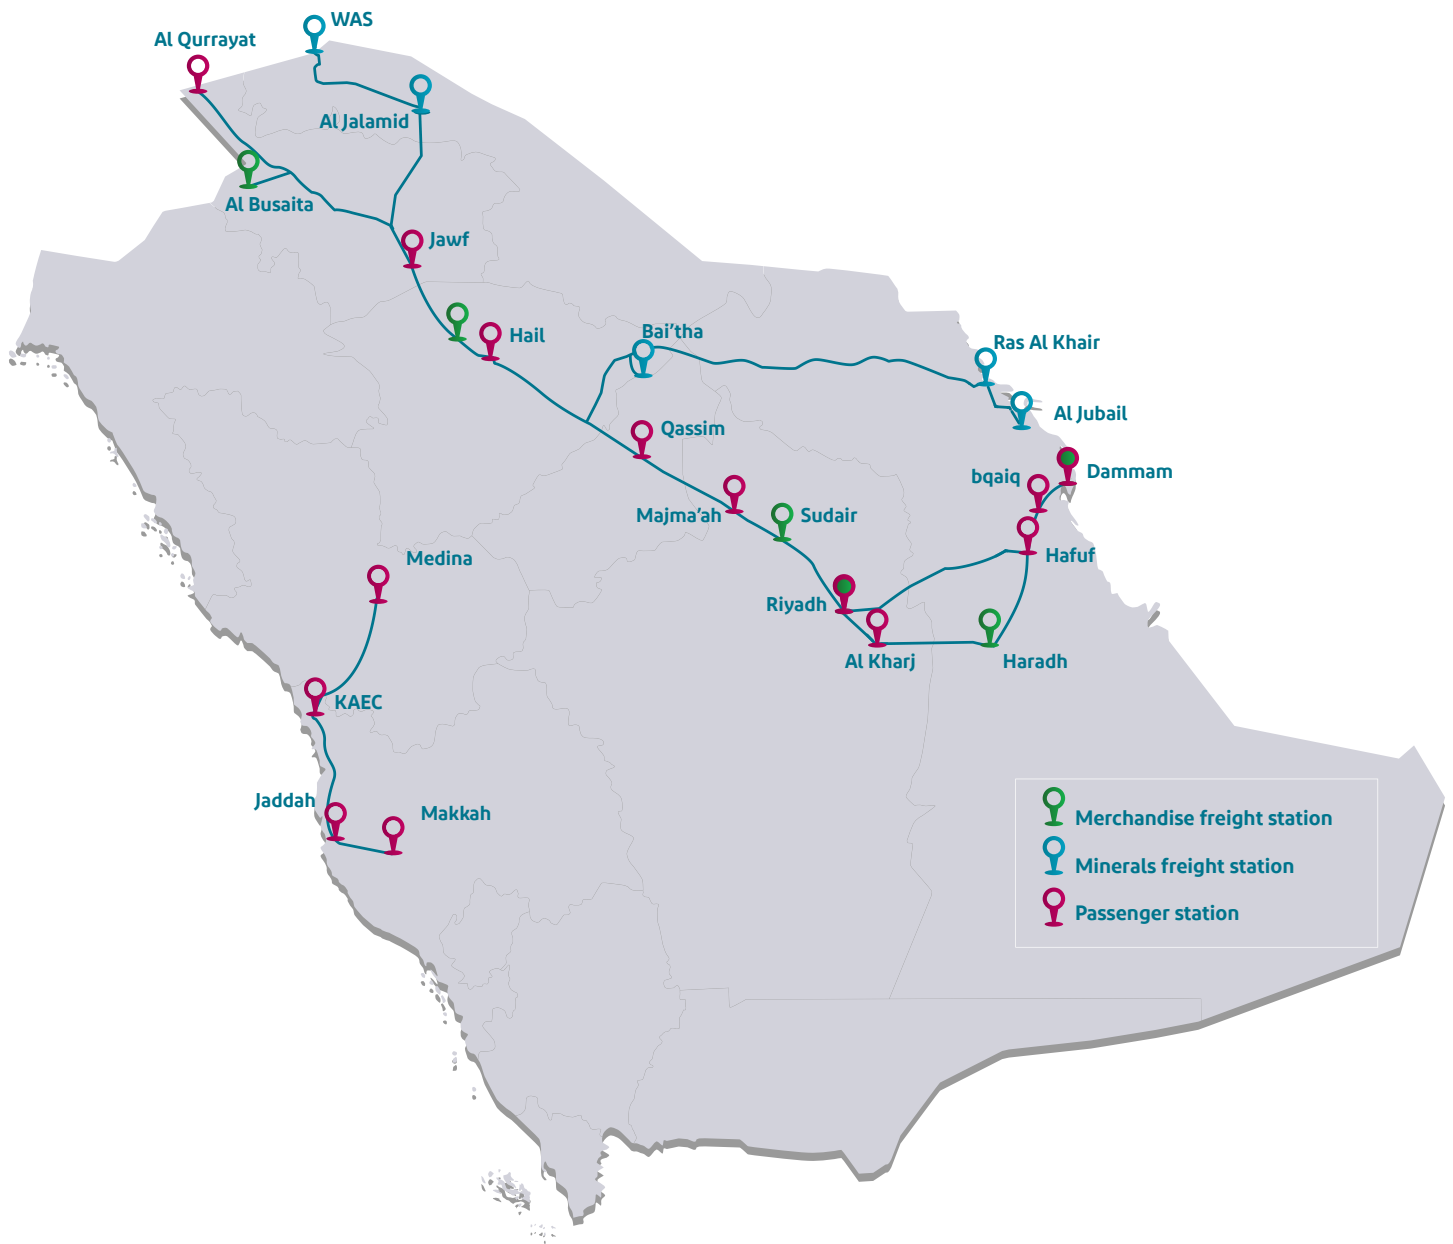 WAS
Al Qurrayat
Al Jalamid
Al Busaita
Jawf
Hail
Bai'tha
Ras Al Khair
Al Jubail
Qassim
Dammam
bqaiq
Majma'ah
Sudair
Hafuf
Medina
Riyadh
Al Kharj
Haradh
KAEC
Jaddah
Makkah
Merchandise freight station
Minerals freight station
Passenger station